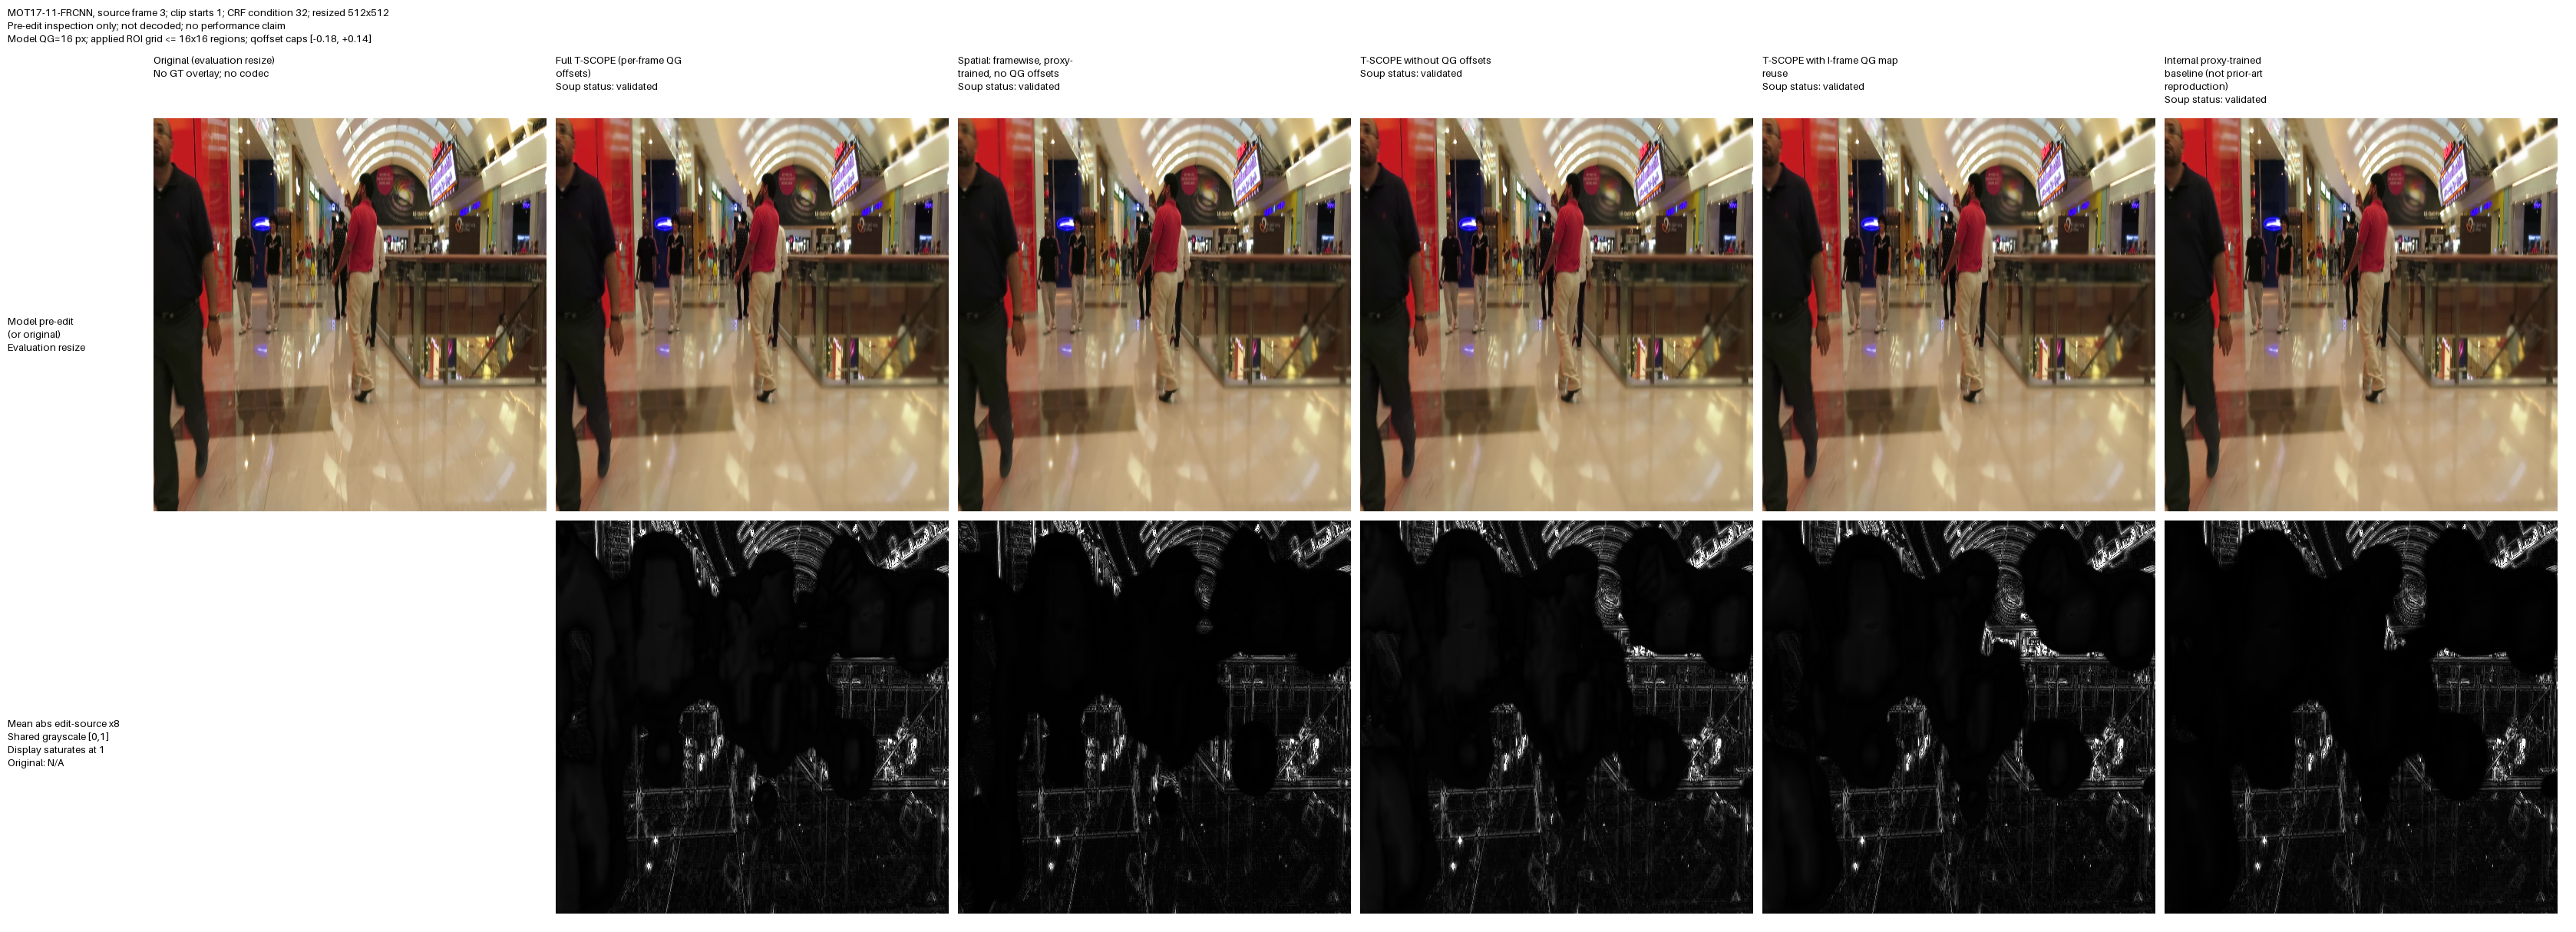 MOT17-11-FRCNN, source frame 3; clip starts 1; CRF condition 32; resized 512x512
Pre-edit inspection only; not decoded; no performance claim
Model QG=16 px; applied ROI grid <= 16x16 regions; qoffset caps [-0.18, +0.14]
Original (evaluation resize)
No GT overlay; no codec
Full T-SCOPE (per-frame QG
offsets)
Soup status: validated
Spatial: framewise, proxy-
trained, no QG offsets
Soup status: validated
T-SCOPE without QG offsets
Soup status: validated
T-SCOPE with I-frame QG map
reuse
Soup status: validated
Internal proxy-trained
baseline (not prior-art
reproduction)
Soup status: validated
Model pre-edit
(or original)
Evaluation resize
Mean abs edit-source x8
Shared grayscale [0,1]
Display saturates at 1
Original: N/A